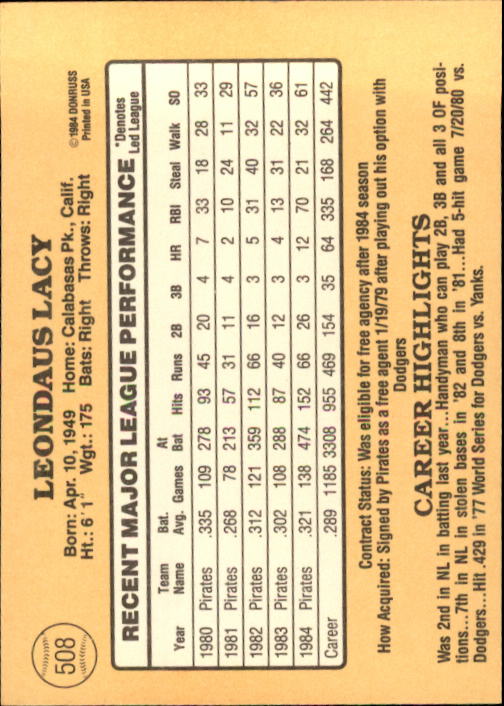 508
LEONDAUS LACY
Born: Apr. 10, 1949 Home: Calabasas Pk., Calif.
Ht.: 6' 1" Wgt.: 175 Bats: Right Throws: Right
©1984 DONRUSS
Printed in USA
RECENT MAJOR LEAGUE PERFORMANCE *Denotes Led League
Year Team Name Bat. Avg. Games At Bat Hits Runs 2B 3B HR RBI Steal Walk SO
1980 Pirates .335 109 278 93 45 20 4 7 33 18 28 33
1981 Pirates .268 78 213 57 31 11 4 2 10 24 11 29
1982 Pirates .312 121 359 112 66 16 3 5 31 40 32 57
1983 Pirates .302 108 288 87 40 12 3 4 13 31 22 36
1984 Pirates .321 138 474 152 66 26 3 12 70 21 32 61
Career .289 1185 3308 955 469 154 35 64 335 168 264 442
Contract Status: Was eligible for free agency after 1984 season
How Acquired: Signed by Pirates as a free agent 1/19/79 after playing out his option with
Dodgers
CAREER HIGHLIGHTS
Was 2nd in NL in batting last year...Handyman who can play 2B, 3B and all 3 OF posi-
tions...7th in NL in stolen bases in '82 and 8th in '81...Had 5-hit game 7/20/80 vs.
Dodgers...Hit .429 in '77 World Series for Dodgers vs. Yanks.